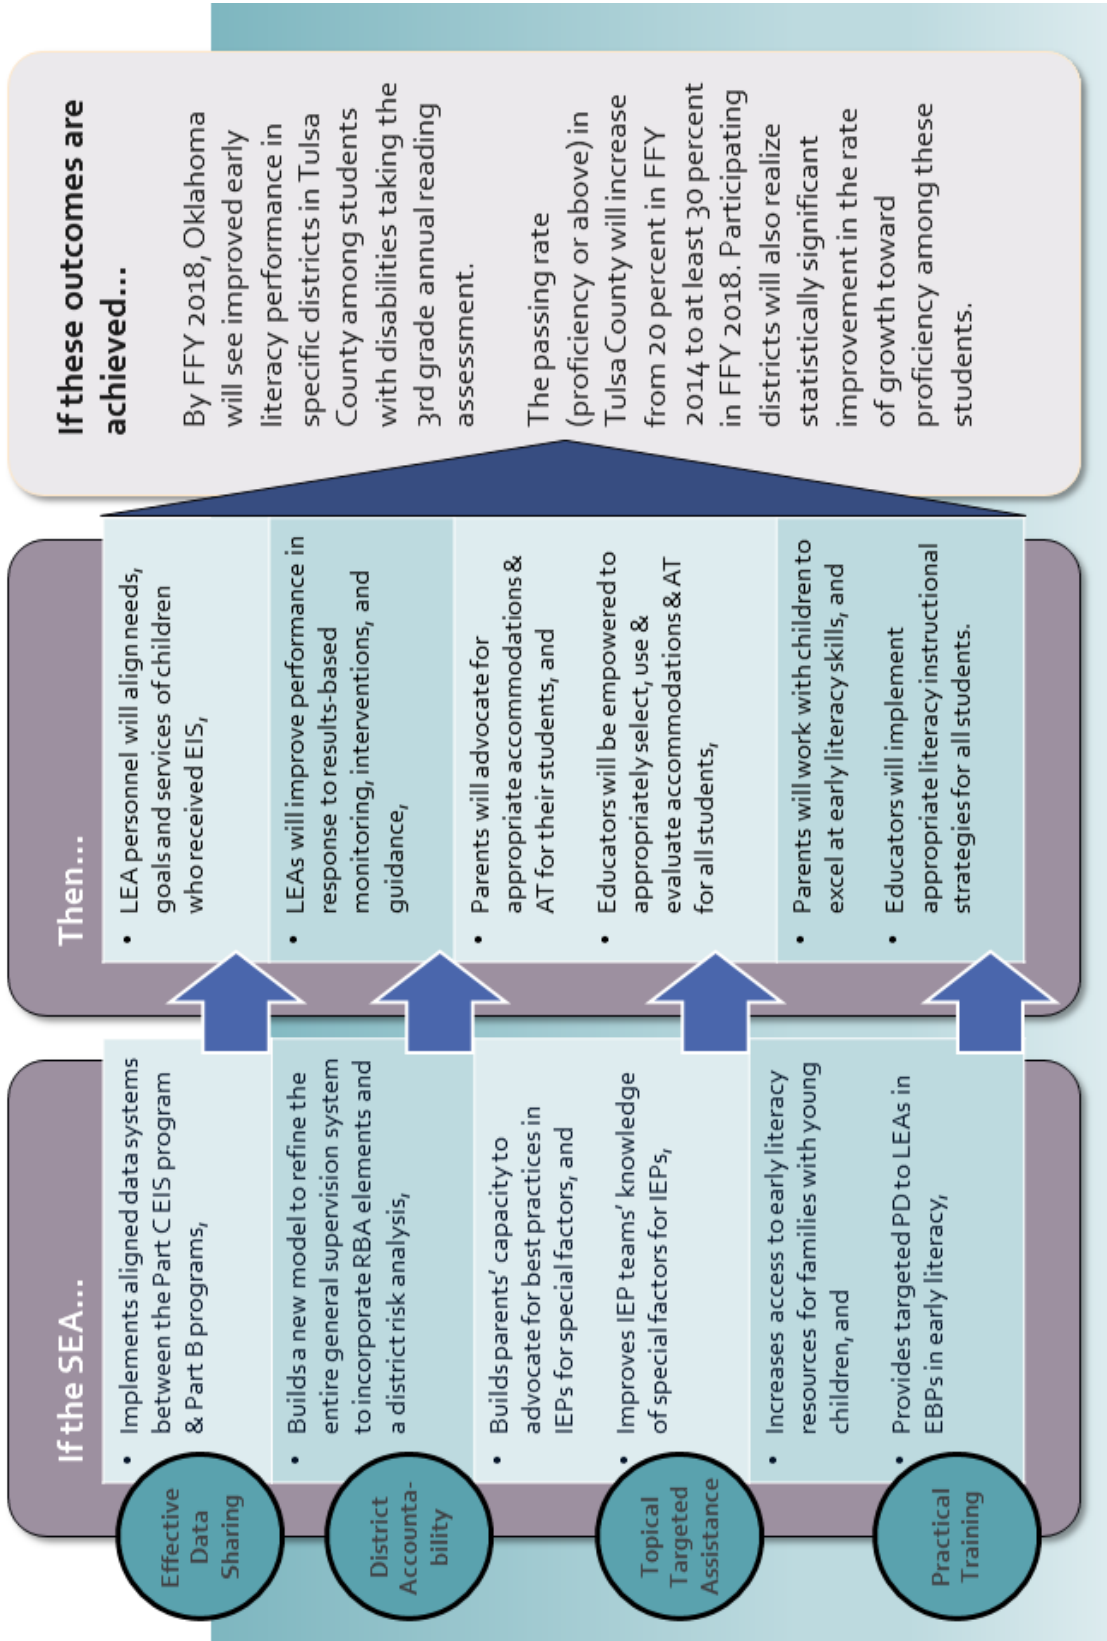 If the SEA...
Effective
Data
Sharing
• Implements aligned data systems
between the Part C EIS program
& Part B programs,
District
Accounta-
bility
• Builds a new model to refine the
entire general supervision system
to incorporate RBA elements and
a district risk analysis,
Topical
Targeted
Assistance
• Builds parents' capacity to
advocate for best practices in
IEPs for special factors, and
• Improves IEP teams' knowledge
of special factors for IEPs,
Practical
Training
• Increases access to early literacy
resources for families with young
children, and
• Provides targeted PD to LEAs in
EBPs in early literacy,
Then...
• LEA personnel will align needs,
goals and services of children
who received EIS,
• LEAs will improve performance in
response to results-based
monitoring, interventions, and
guidance,
• Parents will advocate for
appropriate accommodations &
AT for their students, and
• Educators will be empowered to
appropriately select, use &
evaluate accommodations & AT
for all students,
• Parents will work with children to
excel at early literacy skills, and
• Educators will implement
appropriate literacy instructional
strategies for all students.
If these outcomes are
achieved...
By FFY 2018, Oklahoma
will see improved early
literacy performance in
specific districts in Tulsa
County among students
with disabilities taking the
3rd grade annual reading
assessment.
The passing rate
(proficiency or above) in
Tulsa County will increase
from 20 percent in FFY
2014 to at least 30 percent
in FFY 2018. Participating
districts will also realize
statistically significant
improvement in the rate
of growth toward
proficiency among these
students.